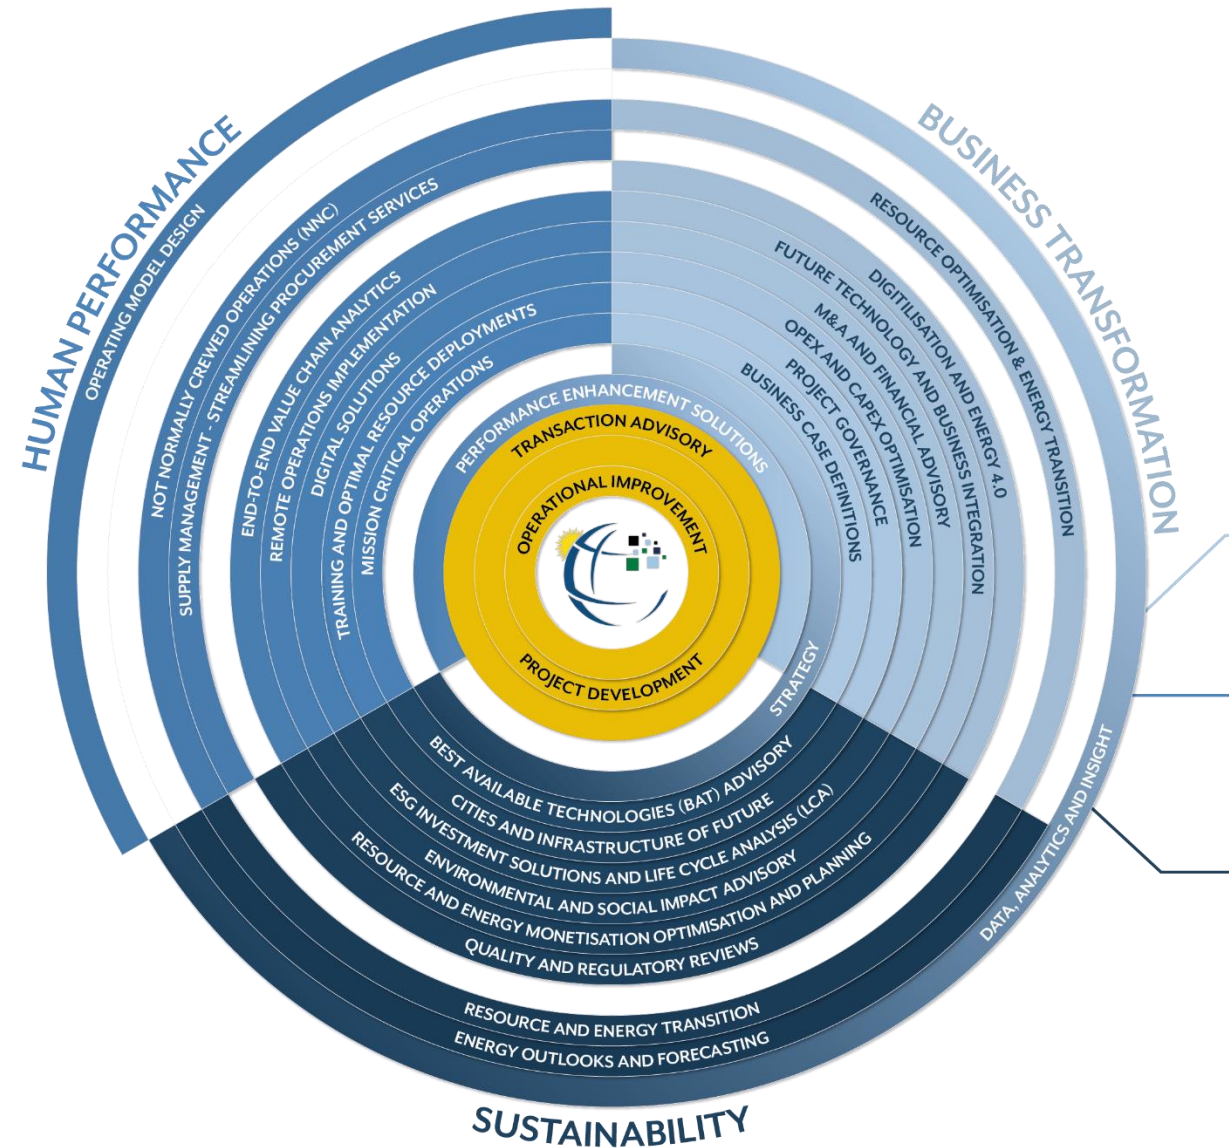 HUMAN PERFORMANCE
OPERATING MODEL DESIGN
NOT NORMALLY CREWED OPERATIONS (NNC)
SUPPLY MANAGEMENT - STREAMLINING PROCUREMENT SERVICES
END-TO-END VALUE CHAIN ANALYTICS
REMOTE OPERATIONS IMPLEMENTATION
DIGITAL SOLUTIONS
TRAINING AND OPTIMAL RESOURCE DEPLOYMENTS
MISSION CRITICAL OPERATIONS
BUSINESS TRANSFORMATION
RESOURCE OPTIMISATION & ENERGY TRANSITION
DIGITILISATION AND ENERGY 4.0
FUTURE TECHNOLOGY AND BUSINESS INTEGRATION
M&A AND FINANCIAL ADVISORY
OPEX AND CAPEX OPTIMISATION
PROJECT GOVERNANCE
BUSINESS CASE DEFINITIONS
PERFORMANCE ENHANCEMENT SOLUTIONS
TRANSACTION ADVISORY
OPERATIONAL IMPROVEMENT
PROJECT DEVELOPMENT
STRATEGY
DATA, ANALYTICS AND INSIGHT
BEST AVAILABLE TECHNOLOGIES (BAT) ADVISORY
CITIES AND INFRASTRUCTURE OF FUTURE
ESG INVESTMENT SOLUTIONS AND LIFE CYCLE ANALYSIS (LCA)
ENVIRONMENTAL AND SOCIAL IMPACT ADVISORY
RESOURCE AND ENERGY MONETISATION OPTIMISATION AND PLANNING
QUALITY AND REGULATORY REVIEWS
RESOURCE AND ENERGY TRANSITION
ENERGY OUTLOOKS AND FORECASTING
SUSTAINABILITY